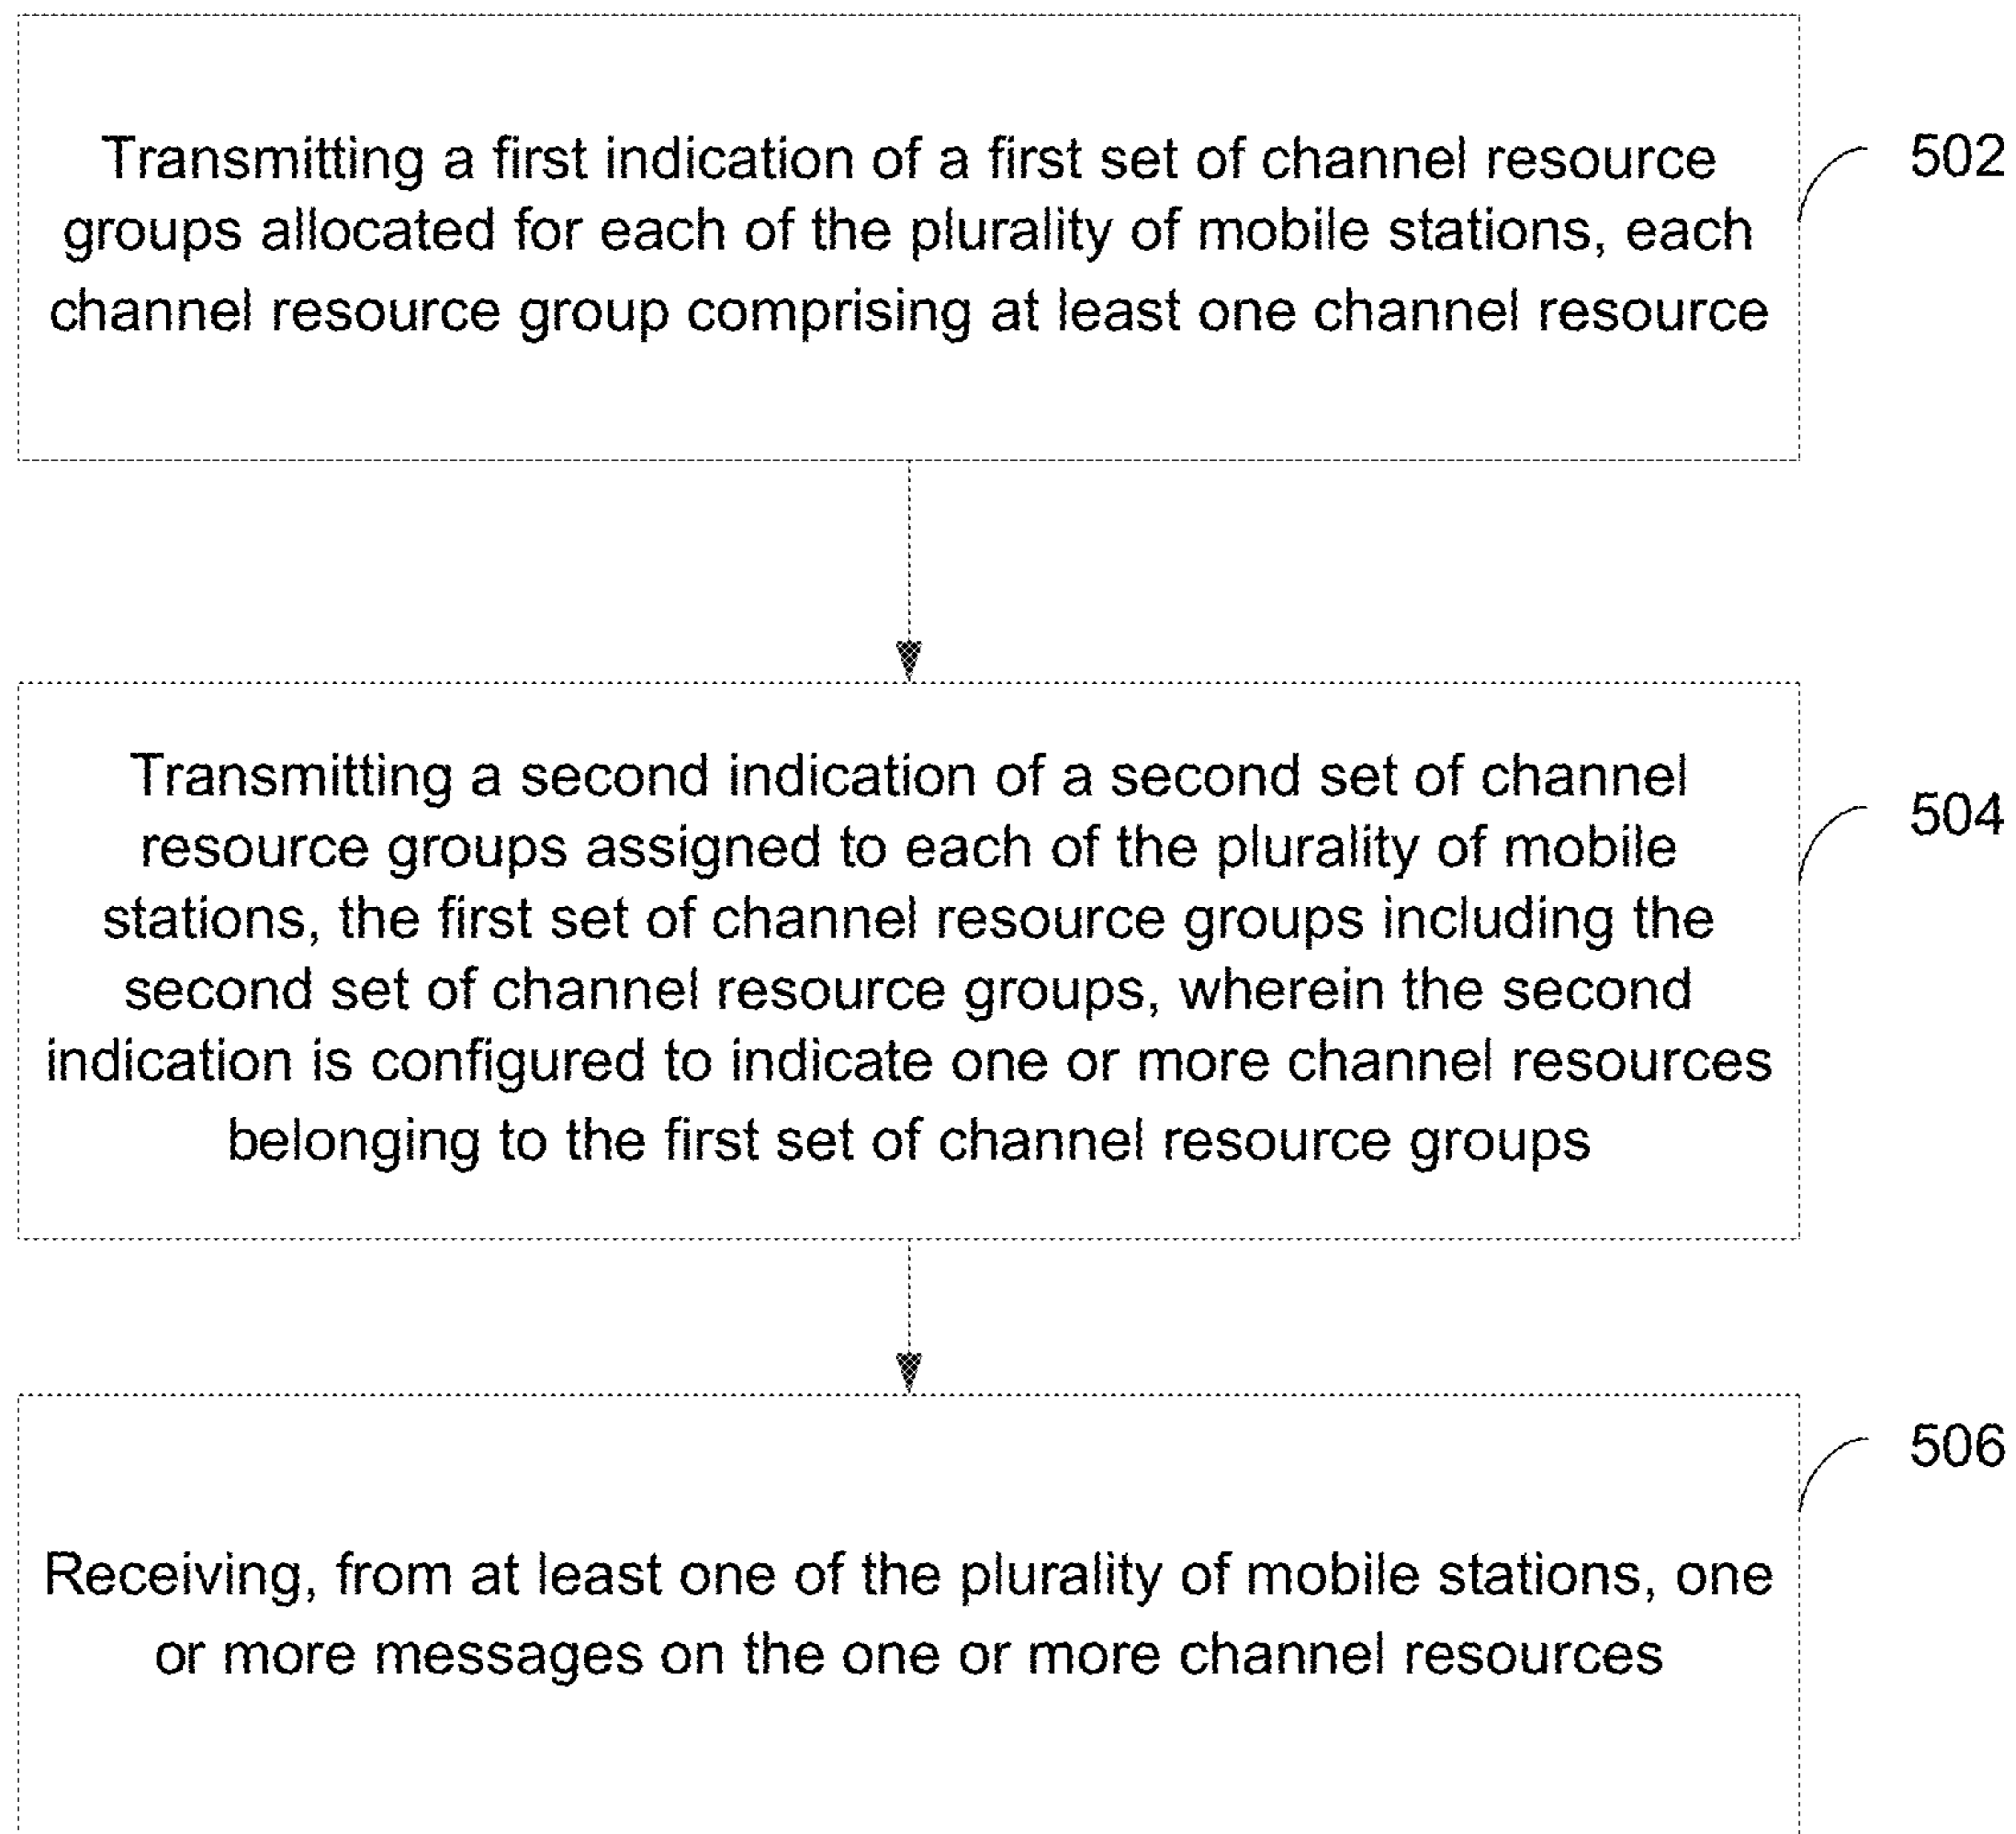 Transmitting a first indication of a first set of channel resource
groups allocated for each of the plurality of mobile stations, each
channel resource group comprising at least one channel resource
502
Transmitting a second indication of a second set of channel
resource groups assigned to each of the plurality of mobile
stations, the first set of channel resource groups including the
second set of channel resource groups, wherein the second
indication is configured to indicate one or more channel resources
belonging to the first set of channel resource groups
504
Receiving, from at least one of the plurality of mobile stations, one
or more messages on the one or more channel resources
506